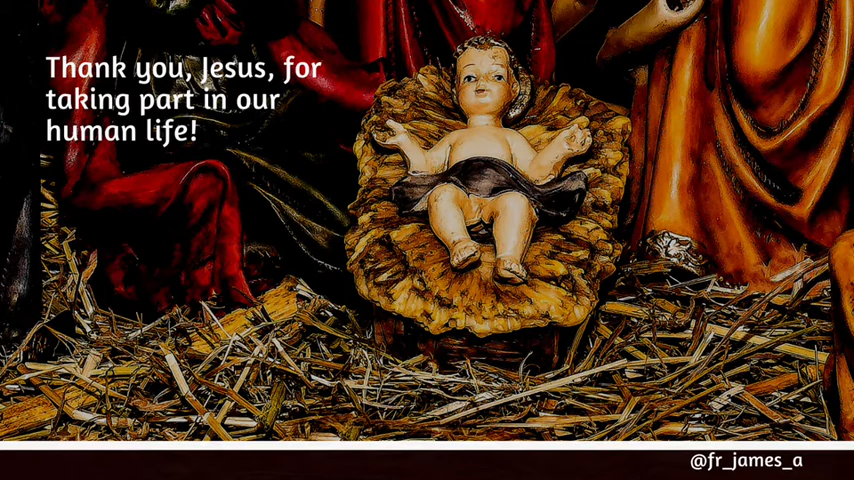 Thank you, Jesus, for
taking part in our
human life!
@fr_james_a